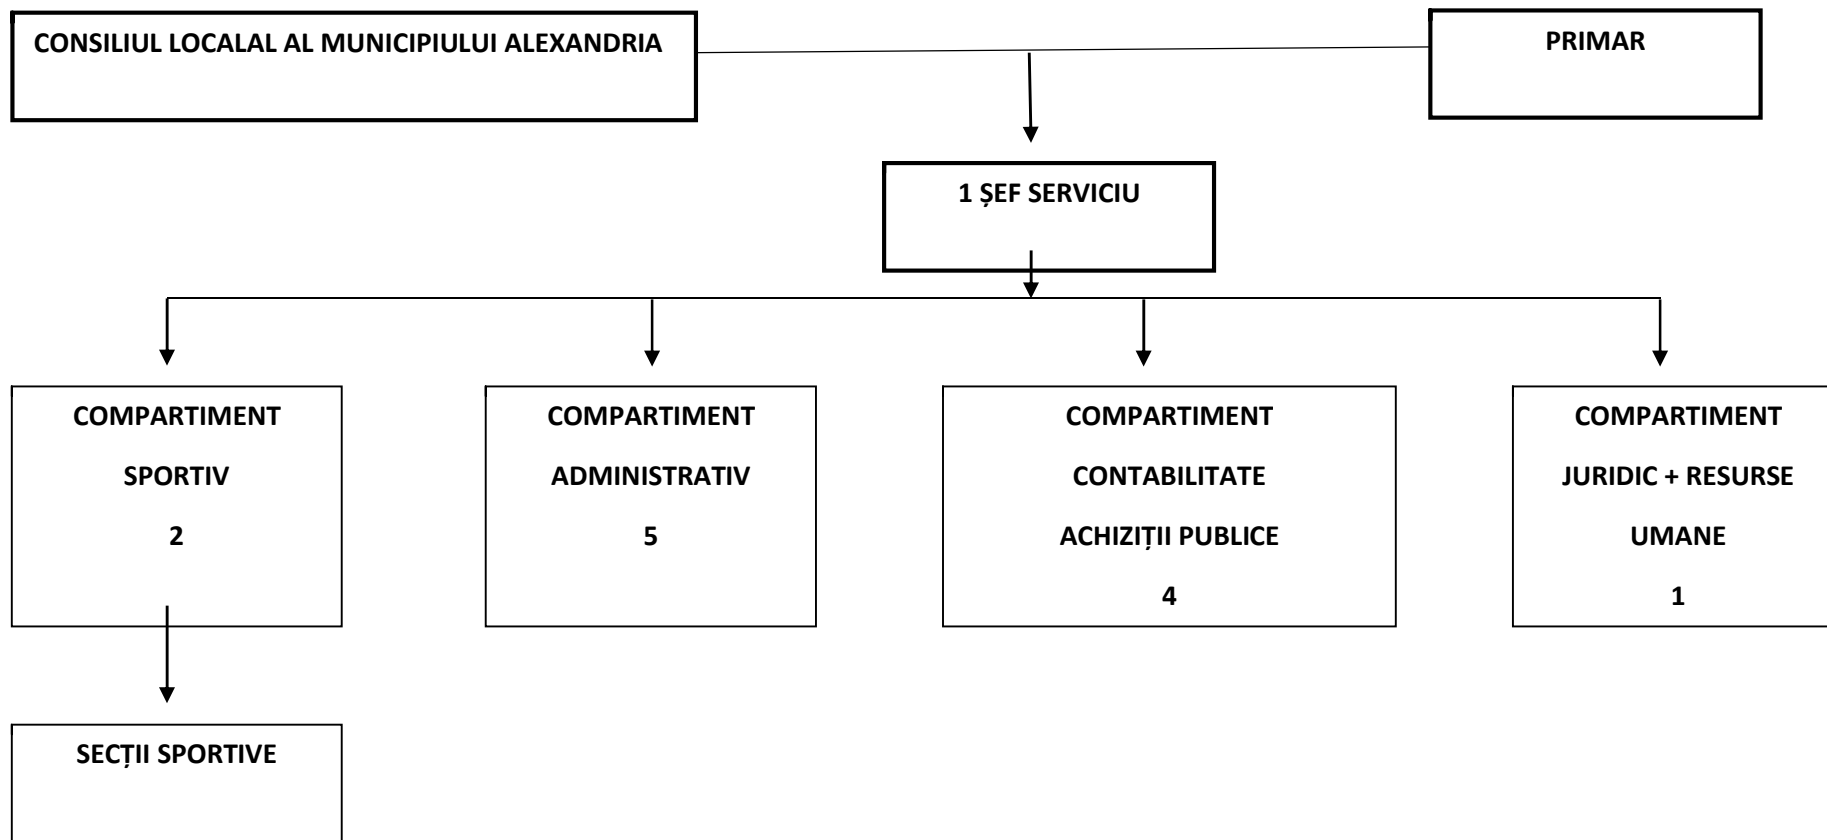 CONSILIUL LOCALAL AL MUNICIPIULUI ALEXANDRIA
PRIMAR
1 ȘEF SERVICIU
COMPARTIMENT
SPORTIV
2
COMPARTIMENT
ADMINISTRATIV
5
COMPARTIMENT
CONTABILITATE
ACHIZIȚII PUBLICE
4
COMPARTIMENT
JURIDIC + RESURSE
UMANE
1
SECȚII SPORTIVE